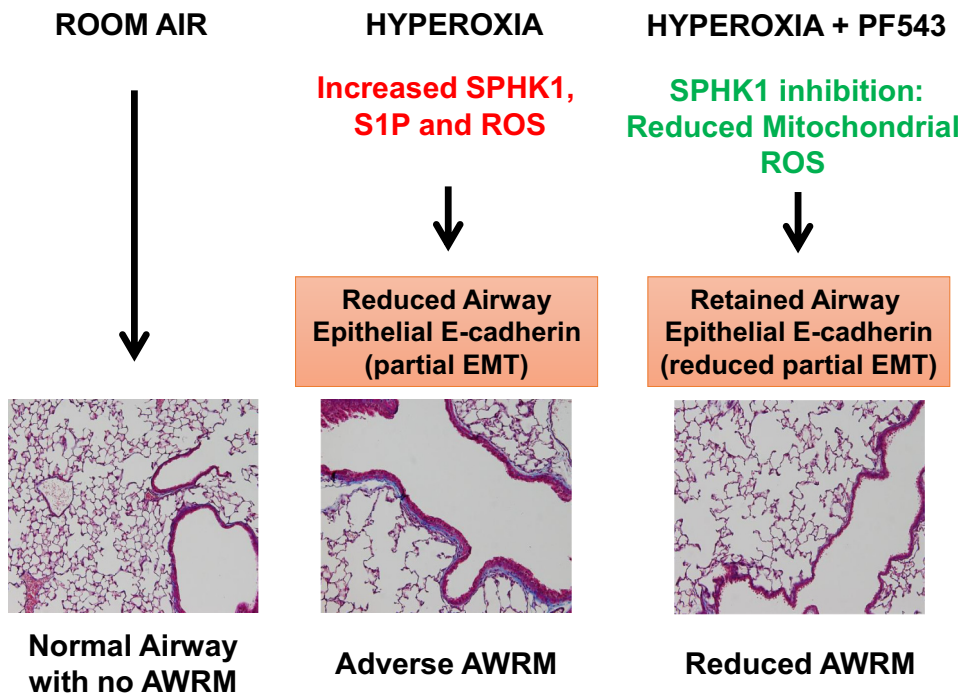 ROOM AIR
HYPEROXIA
HYPEROXIA + PF543
Increased SPHK1,
S1P and ROS
SPHK1 inhibition:
Reduced Mitochondrial
ROS
Reduced Airway
Epithelial E-cadherin
(partial EMT)
Retained Airway
Epithelial E-cadherin
(reduced partial EMT)
Normal Airway
with no AWRM
Adverse AWRM
Reduced AWRM